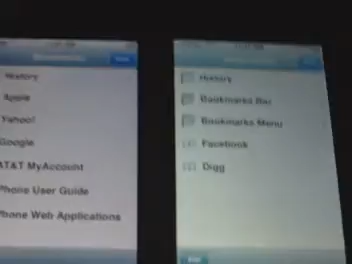 History
Apple
Yahoo!
Google
AT&T MyAccount
Phone User Guide
Phone Web Applications
History
Bookmarks Bar
Bookmarks Menu
Facebook
Digg